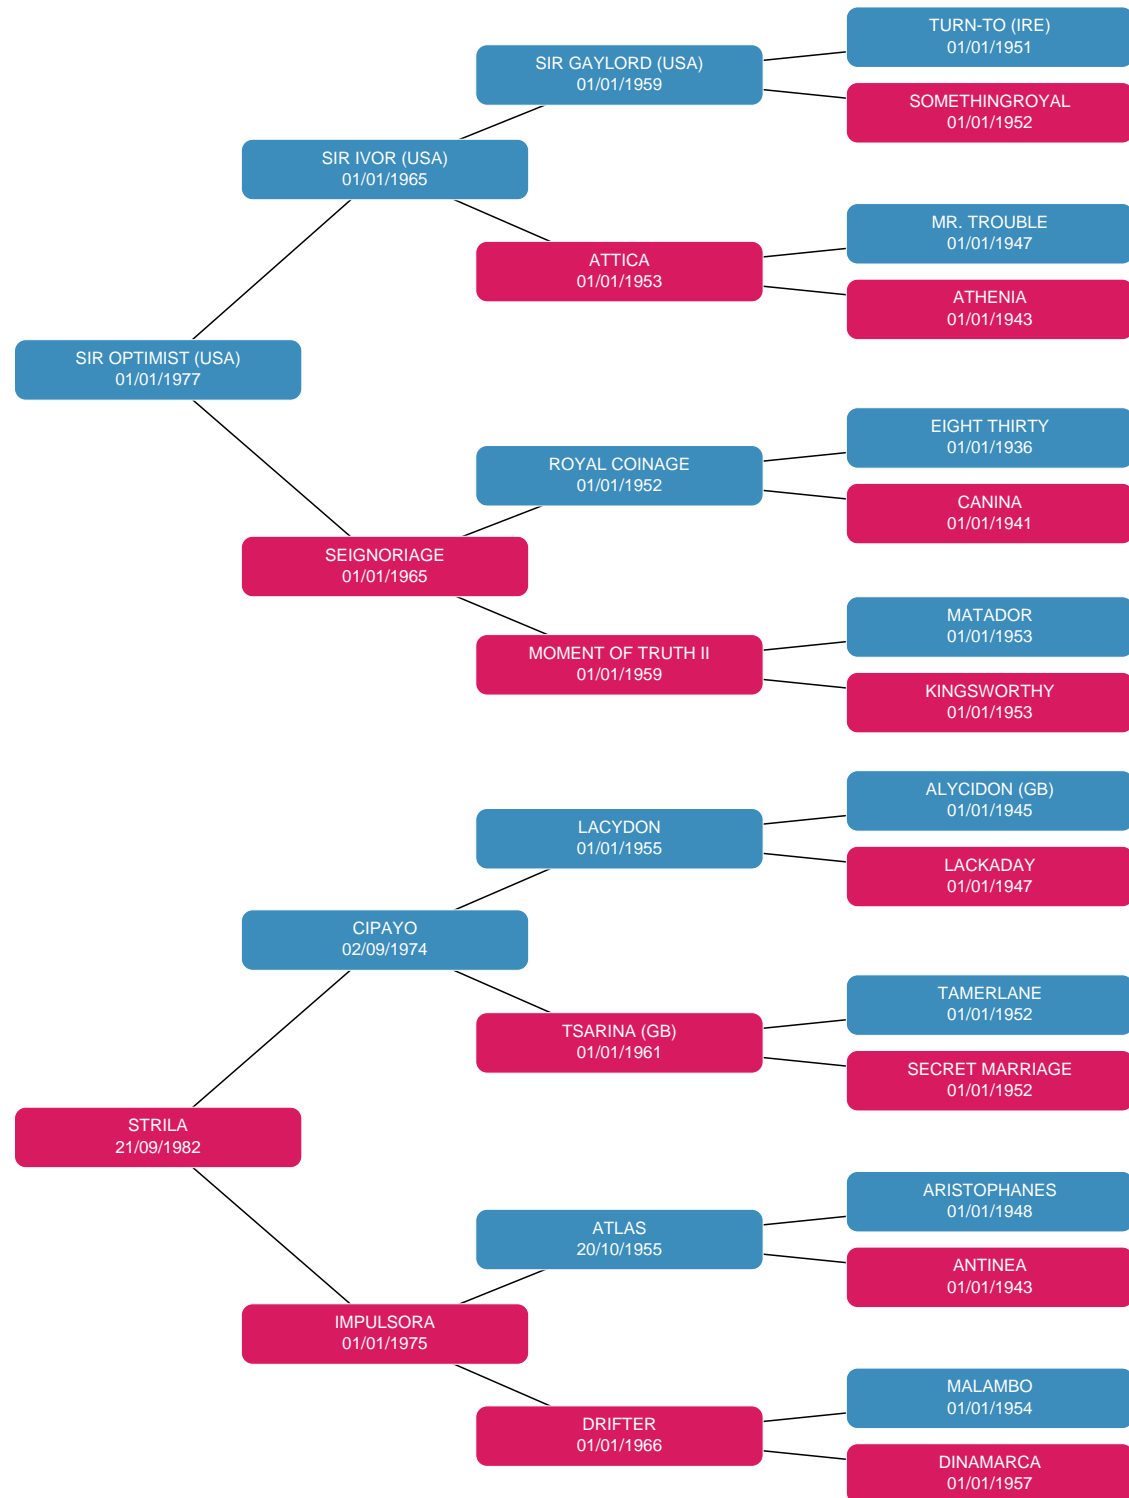 TURN-TO (IRE)
01/01/1951
SIR GAYLORD (USA)
01/01/1959
SOMETHINGROYAL
01/01/1952
SIR IVOR (USA)
01/01/1965
MR. TROUBLE
01/01/1947
ATTICA
01/01/1953
ATHENIA
01/01/1943
SIR OPTIMIST (USA)
01/01/1977
EIGHT THIRTY
01/01/1936
ROYAL COINAGE
01/01/1952
CANINA
01/01/1941
SEIGNORIAGE
01/01/1965
MATADOR
01/01/1953
MOMENT OF TRUTH II
01/01/1959
KINGSWORTHY
01/01/1953
ALYCIDON (GB)
01/01/1945
LACYDON
01/01/1955
LACKADAY
01/01/1947
CIPAYO
02/09/1974
TAMERLANE
01/01/1952
TSARINA (GB)
01/01/1961
SECRET MARRIAGE
01/01/1952
STRILA
21/09/1982
ARISTOPHANES
01/01/1948
ATLAS
20/10/1955
ANTINEA
01/01/1943
IMPULSORA
01/01/1975
MALAMBO
01/01/1954
DRIFTER
01/01/1966
DINAMARCA
01/01/1957